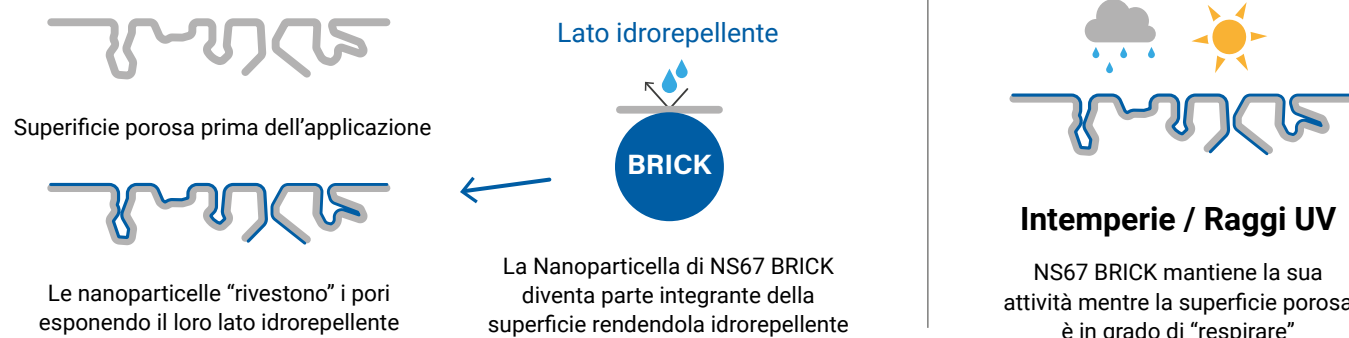 Superificie porosa prima dell'applicazione
Le nanoparticelle “rivestono” i pori
esponendo il loro lato idrorepellente
Lato idrorepellente
BRICK
La Nanoparticella di NS67 BRICK
diventa parte integrante della
superficie rendendola idrorepellente
Intemperie / Raggi UV
NS67 BRICK mantiene la sua
attività mentre la superficie porosa
è in grado di “respirare”